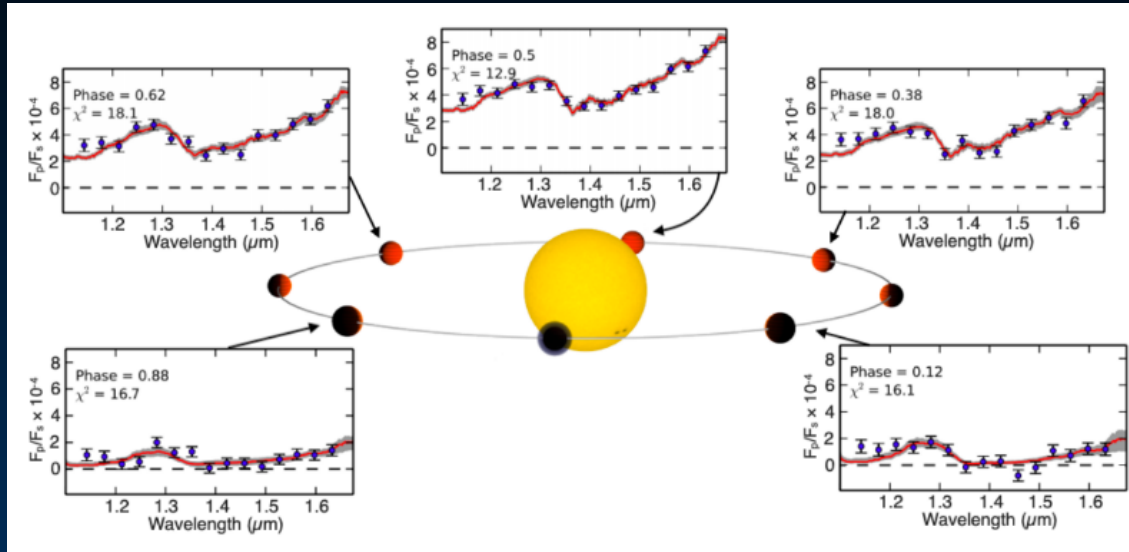 Phase = 0.62
χ² = 18.1
8
6
4
2
0
Fₚ/Fₛ × 10⁻⁴
1.2 1.3 1.4 1.5 1.6
Wavelength (μm)
Phase = 0.5
χ² = 12.9
8
6
4
2
0
Fₚ/Fₛ × 10⁻⁴
1.2 1.3 1.4 1.5 1.6
Wavelength (μm)
Phase = 0.38
χ² = 18.0
8
6
4
2
0
Fₚ/Fₛ × 10⁻⁴
1.2 1.3 1.4 1.5 1.6
Wavelength (μm)
Phase = 0.88
χ² = 16.7
8
6
4
2
0
Fₚ/Fₛ × 10⁻⁴
1.2 1.3 1.4 1.5 1.6
Wavelength (μm)
Phase = 0.12
χ² = 16.1
8
6
4
2
0
Fₚ/Fₛ × 10⁻⁴
1.2 1.3 1.4 1.5 1.6
Wavelength (μm)